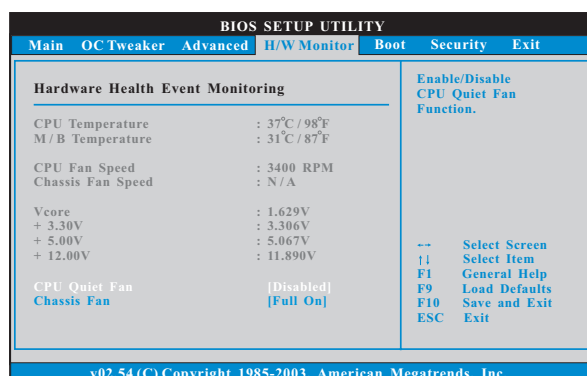 BIOS SETUP UTILITY
Main OC Tweaker Advanced H/W Monitor Boot Security Exit
Hardware Health Event Monitoring
CPU Temperature : 37°C / 98°F
M / B Temperature : 31°C / 87°F
CPU Fan Speed : 3400 RPM
Chassis Fan Speed : N / A
Vcore : 1.629V
+ 3.30V : 3.306V
+ 5.00V : 5.067V
+ 12.00V : 11.890V
CPU Quiet Fan [Disabled]
Chassis Fan [Full On]
Enable/Disable
CPU Quiet Fan
Function.
←→ Select Screen
↑↓ Select Item
F1 General Help
F9 Load Defaults
F10 Save and Exit
ESC Exit
v02.54 (C) Copyright 1985-2003, American Megatrends, Inc.